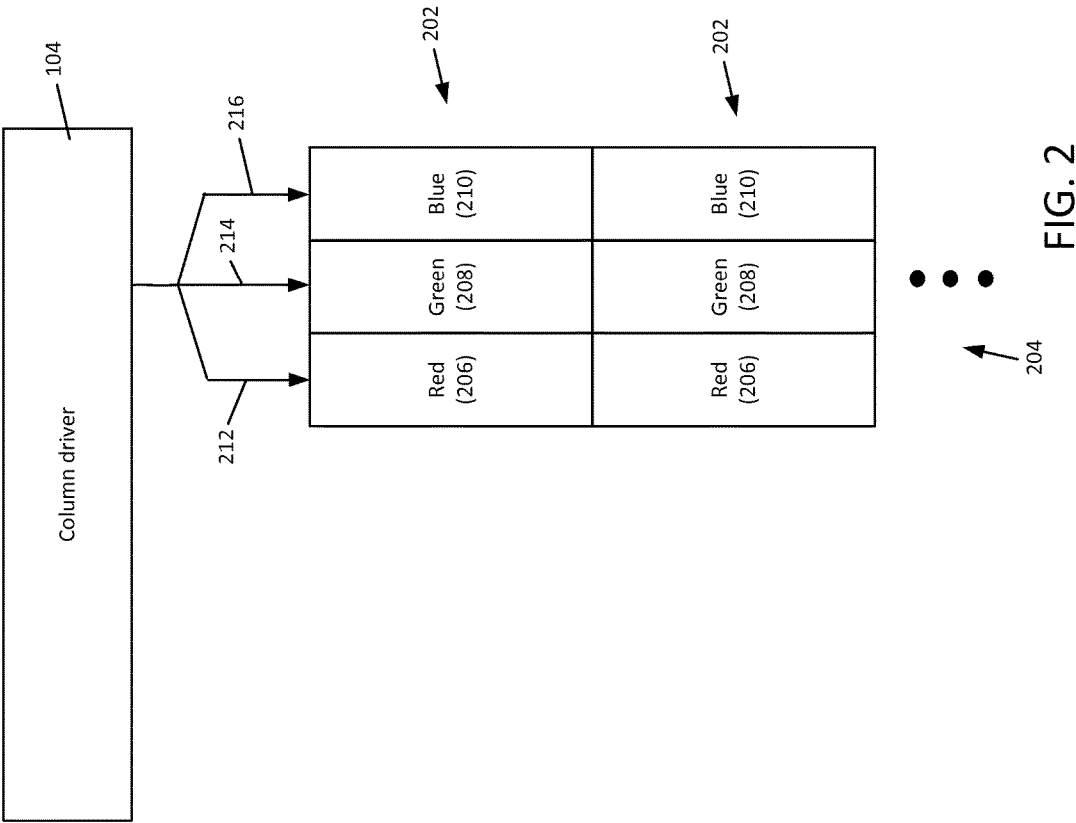 104
Column driver
212
214
216
Red
(206)
Green
(208)
Blue
(210)
202
Red
(206)
Green
(208)
Blue
(210)
202
204
FIG. 2